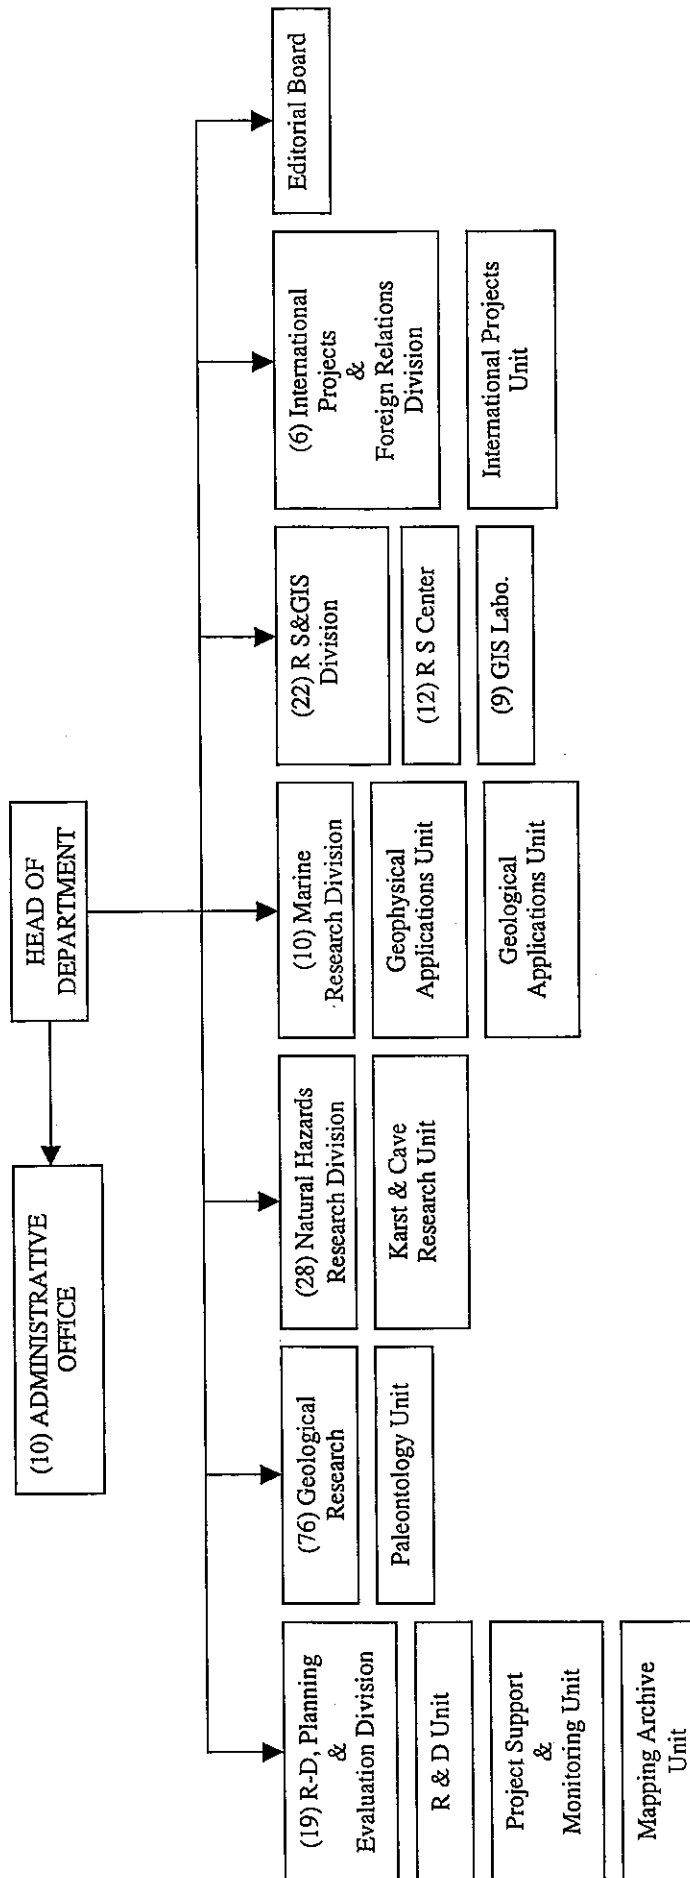 HEAD OF
DEPARTMENT
(10) ADMINISTRATIVE
OFFICE
(19) R-D, Planning
&
Evaluation Division
R & D Unit
Project Support
&
Monitoring Unit
Mapping Archive
Unit
(76) Geological
Research
Paleontology Unit
(28) Natural Hazards
Research Division
Karst & Cave
Research Unit
(10) Marine
Research Division
Geophysical
Applications Unit
Geological
Applications Unit
(22) R S&GIS
Division
(12) R S Center
(9) GIS Labo.
(6) International
Projects
&
Foreign Relations
Division
International Projects
Unit
Editorial Board